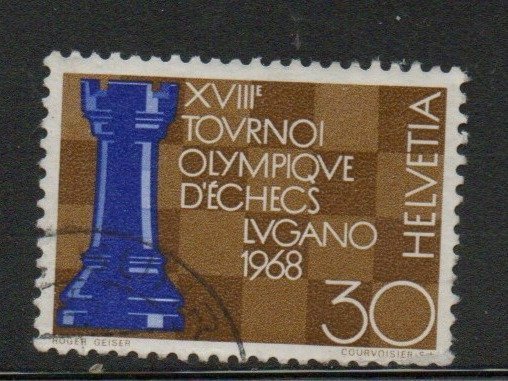 XVIIIE
TOVRNOI
OLYMPIQVE
D'ÉCHECS
LVGANO
1968
HELVETIA
30
ROGER GEISER
COURVOISIER S.A.